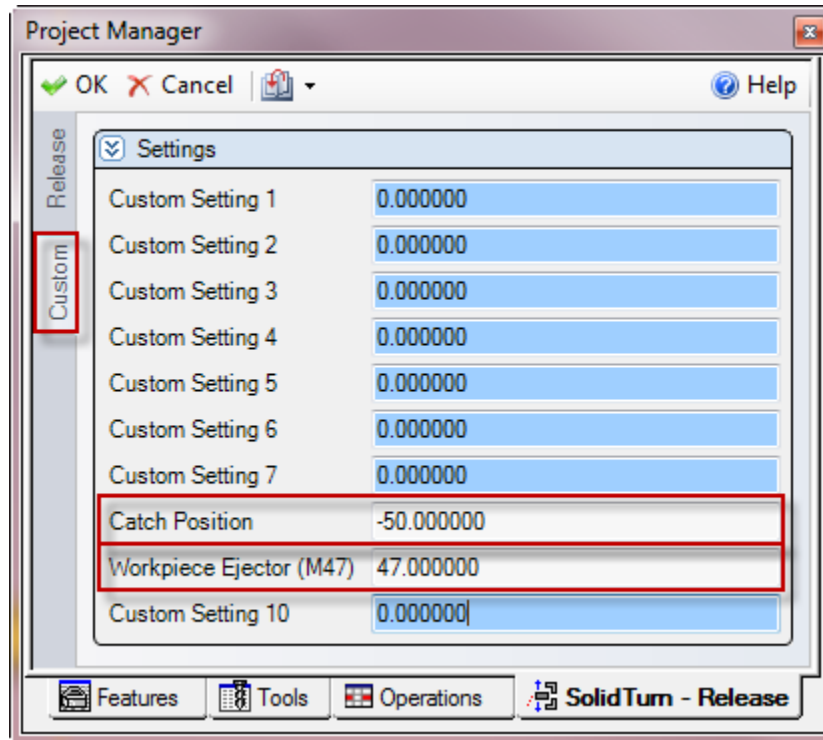 Project Manager
OK Cancel Help
Release
Custom
Settings
Custom Setting 1 0.000000
Custom Setting 2 0.000000
Custom Setting 3 0.000000
Custom Setting 4 0.000000
Custom Setting 5 0.000000
Custom Setting 6 0.000000
Custom Setting 7 0.000000
Catch Position -50.000000
Workpiece Ejector (M47) 47.000000
Custom Setting 10 0.000000
Features Tools Operations SolidTurn - Release